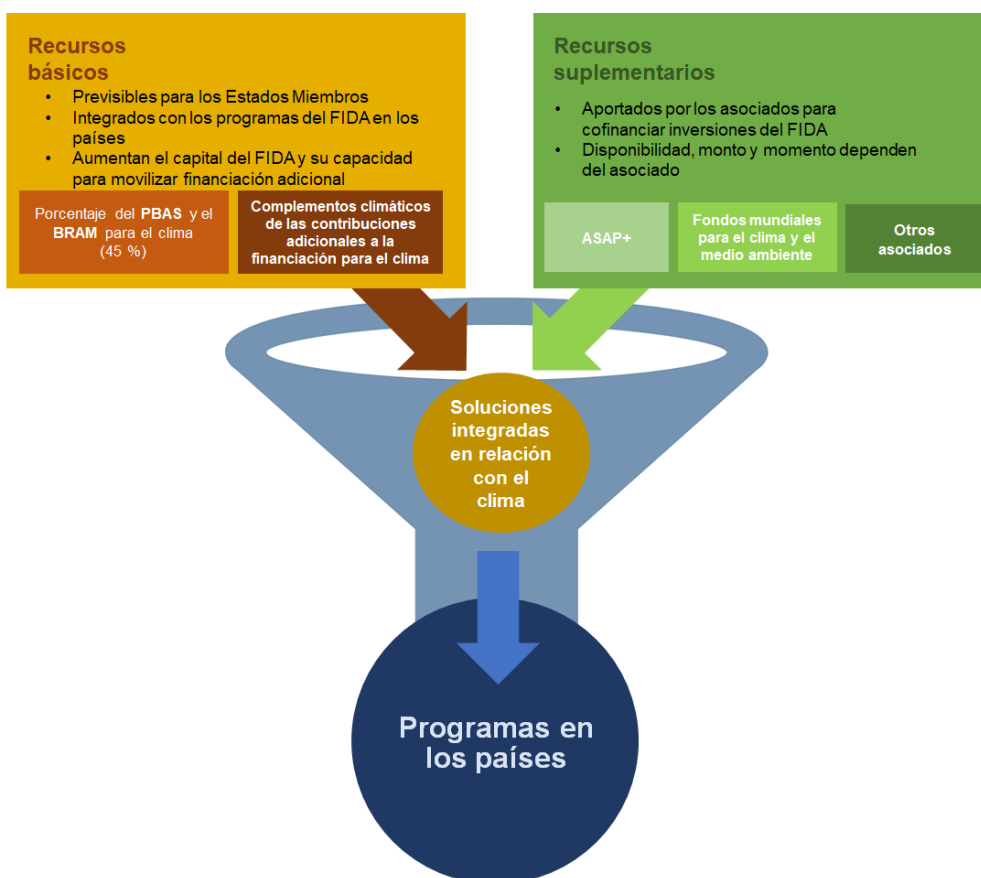 Recursos
básicos
• Previsibles para los Estados Miembros
• Integrados con los programas del FIDA en los
países
• Aumentan el capital del FIDA y su capacidad
para movilizar financiación adicional
Porcentaje del PBAS y el
BRAM para el clima
(45 %)
Complementos climáticos
de las contribuciones
adicionales a la
financiación para el clima
Recursos
suplementarios
• Aportados por los asociados para
cofinanciar inversiones del FIDA
• Disponibilidad, monto y momento dependen
del asociado
ASAP+
Fondos mundiales
para el clima y el
medio ambiente
Otros
asociados
Soluciones
integradas
en relación
con el
clima
Programas en
los países